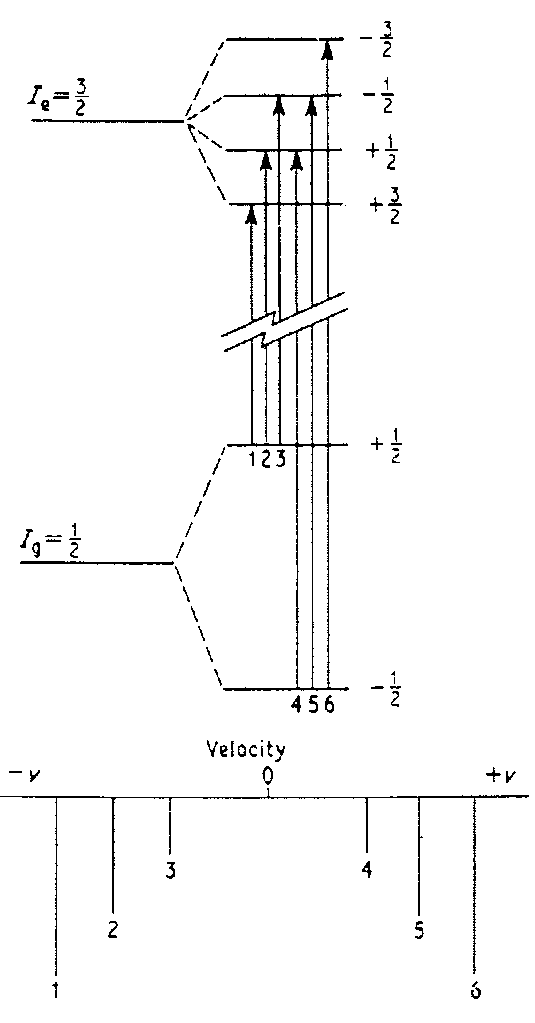 − 3/2
I_e = 3/2
− 1/2
+ 1/2
+ 3/2
+ 1/2
1 2 3
I_g = 1/2
− 1/2
4 5 6
Velocity
−v 0 +v
3 4
2 5
1 6